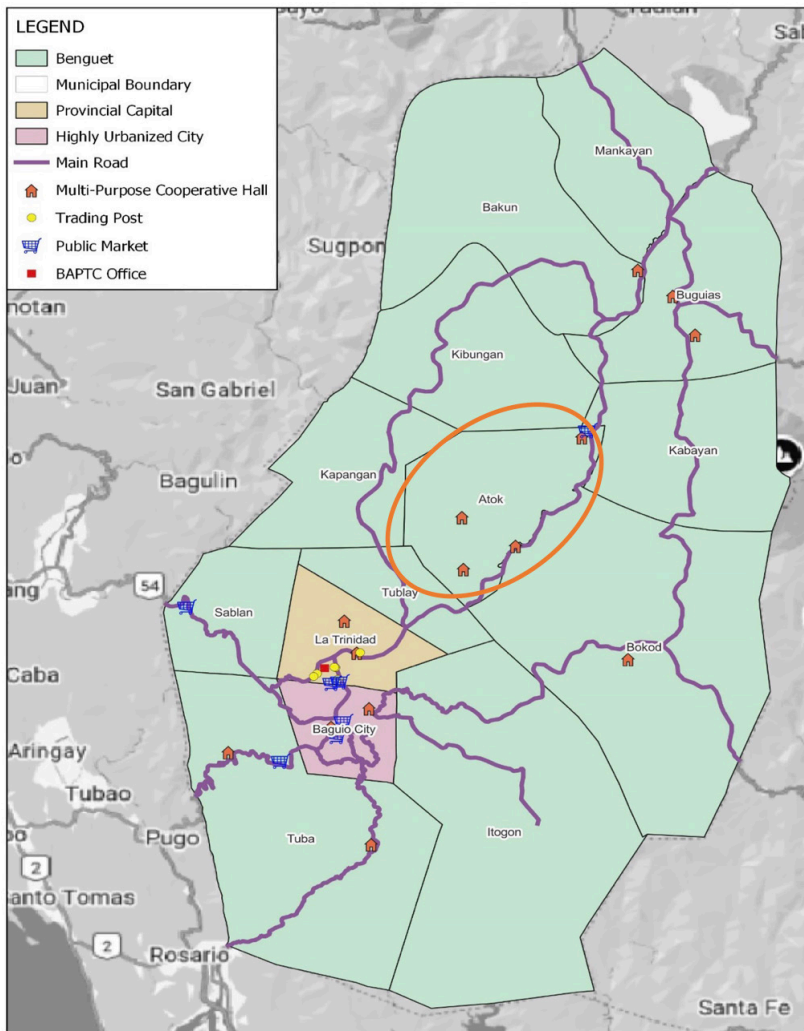 LEGEND
Benguet
Municipal Boundary
Provincial Capital
Highly Urbanized City
Main Road
Multi-Purpose Cooperative Hall
Trading Post
Public Market
BAPTC Office
Mankayan
Bakun
Sugpon
Buguias
Kibungan
Juan
San Gabriel
Kapangan
Kabayan
Bagulin
Atok
54
Tublay
Sablan
La Trinidad
Bokod
Caba
Baguio City
Aringay
Tubao
Pugo
Tuba
Itogon
2
anto Tomas
2
Rosario
Santa Fe